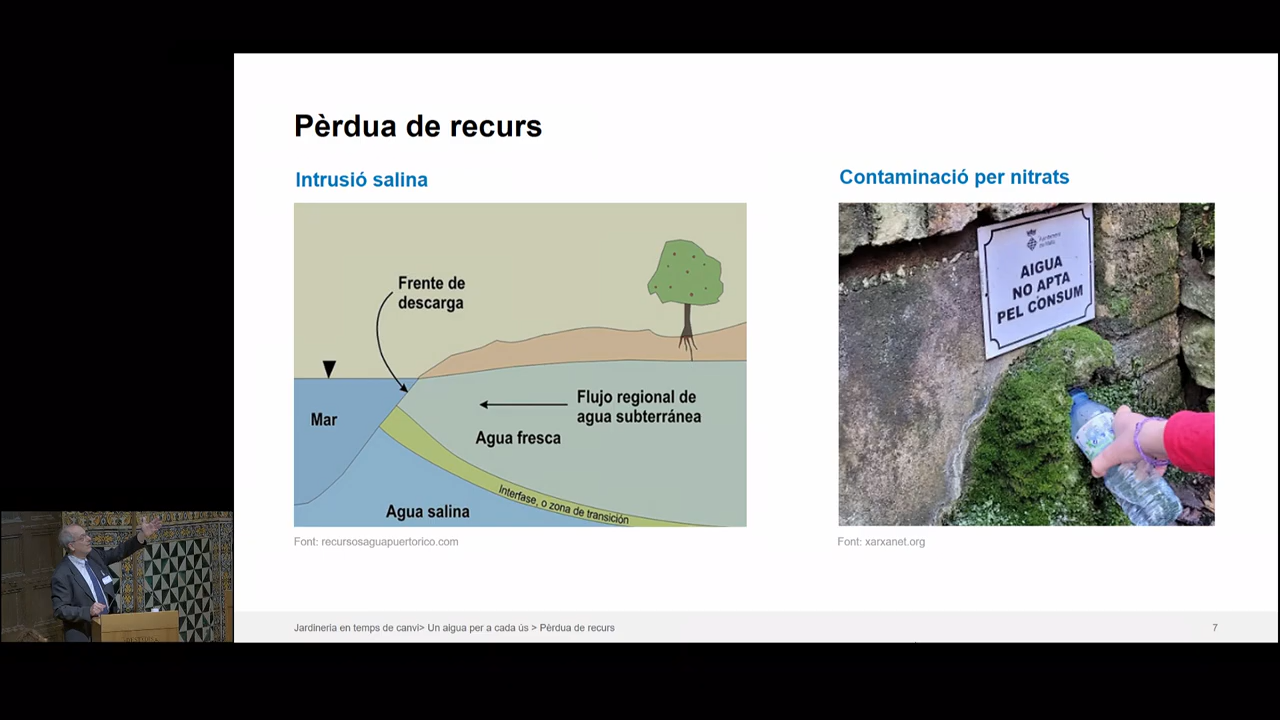 Pèrdua de recurs
Intrusió salina
Frente de
descarga
Mar
Flujo regional de
agua subterránea
Agua fresca
Interfase, o zona de transición
Agua salina
Font: recursosaguapuertorico.com
Contaminació per nitrats
AIGUA
NO APTA
PEL CONSUM
Font: xarxanet.org
Jardineria en temps de canvi> Un aigua per a cada ús > Pèrdua de recurs
7